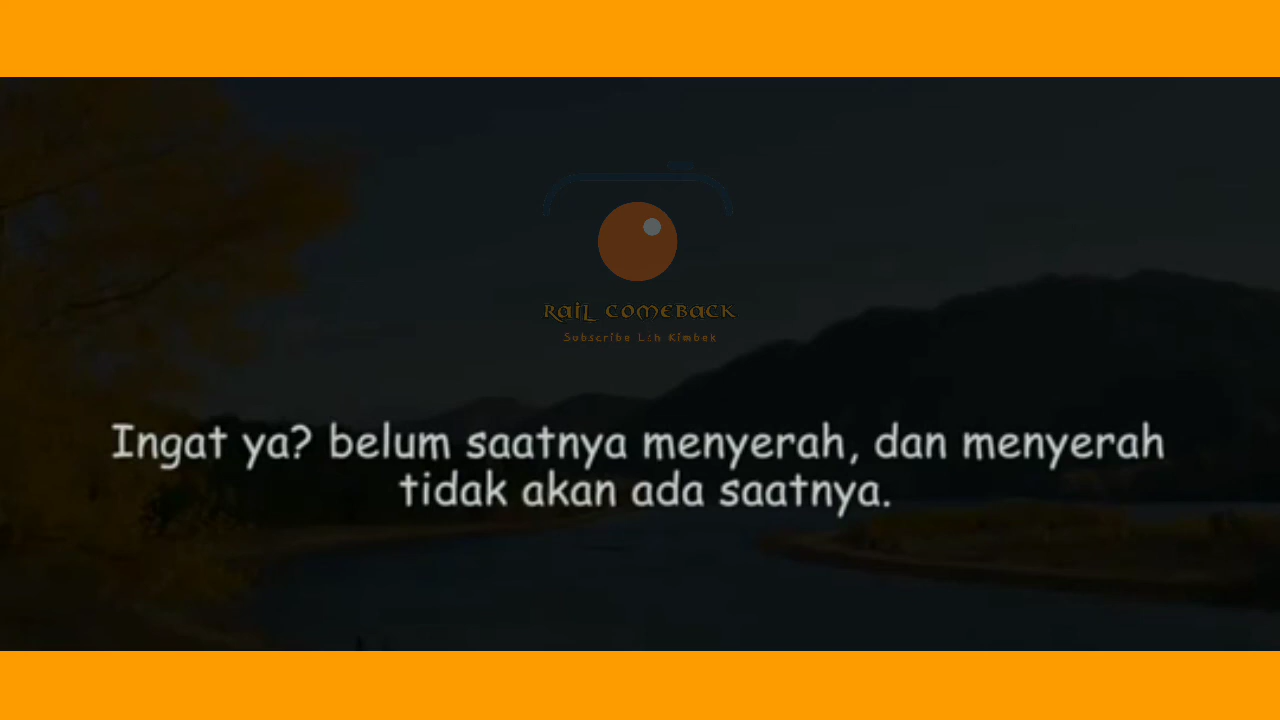 RAIL COMEBACK
Subscribe Lah Kimbek
Ingat ya? belum saatnya menyerah, dan menyerah
tidak akan ada saatnya.